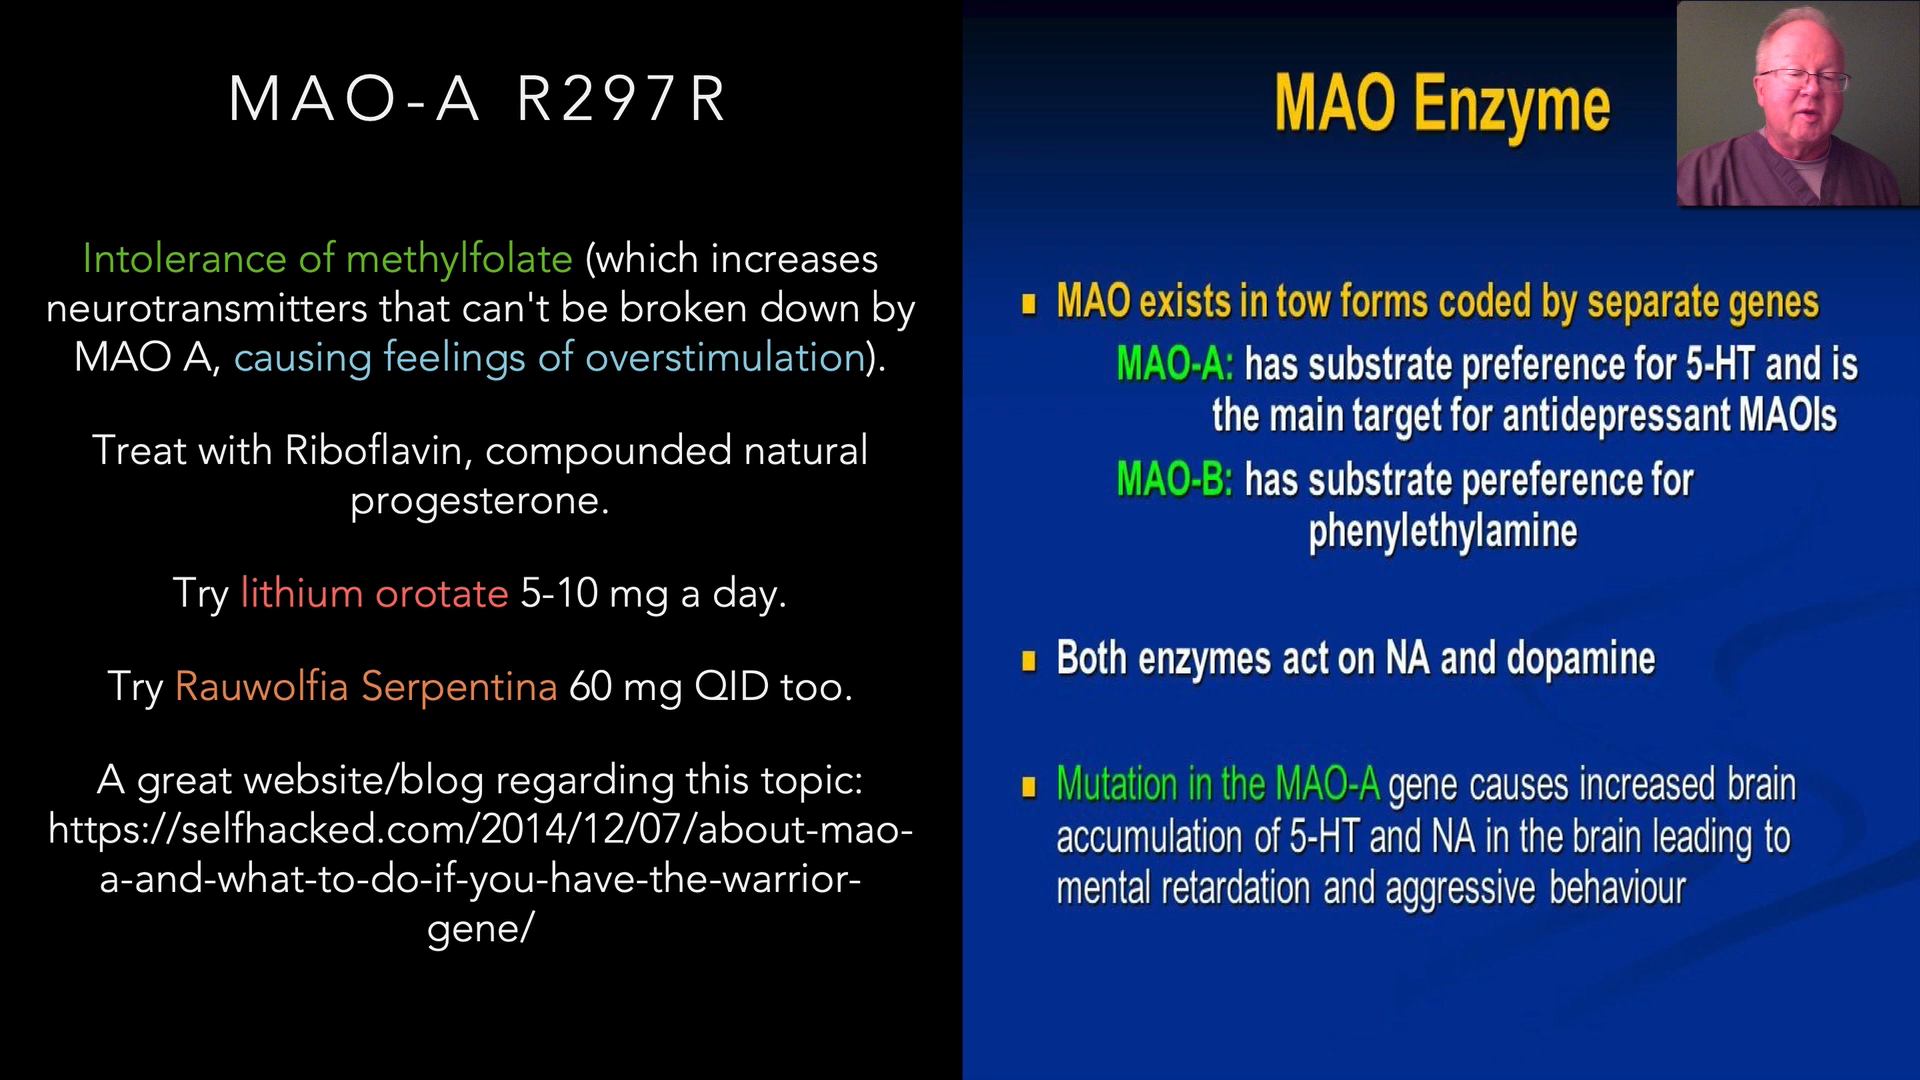 MAO-A R297R
Intolerance of methylfolate (which increases
neurotransmitters that can't be broken down by
MAO A, causing feelings of overstimulation).
Treat with Riboflavin, compounded natural
progesterone.
Try lithium orotate 5-10 mg a day.
Try Rauwolfia Serpentina 60 mg QID too.
A great website/blog regarding this topic:
https://selfhacked.com/2014/12/07/about-mao-
a-and-what-to-do-if-you-have-the-warrior-
gene/
MAO Enzyme
MAO exists in tow forms coded by separate genes
MAO-A: has substrate preference for 5-HT and is
the main target for antidepressant MAOIs
MAO-B: has substrate pereference for
phenylethylamine
Both enzymes act on NA and dopamine
Mutation in the MAO-A gene causes increased brain
accumulation of 5-HT and NA in the brain leading to
mental retardation and aggressive behaviour